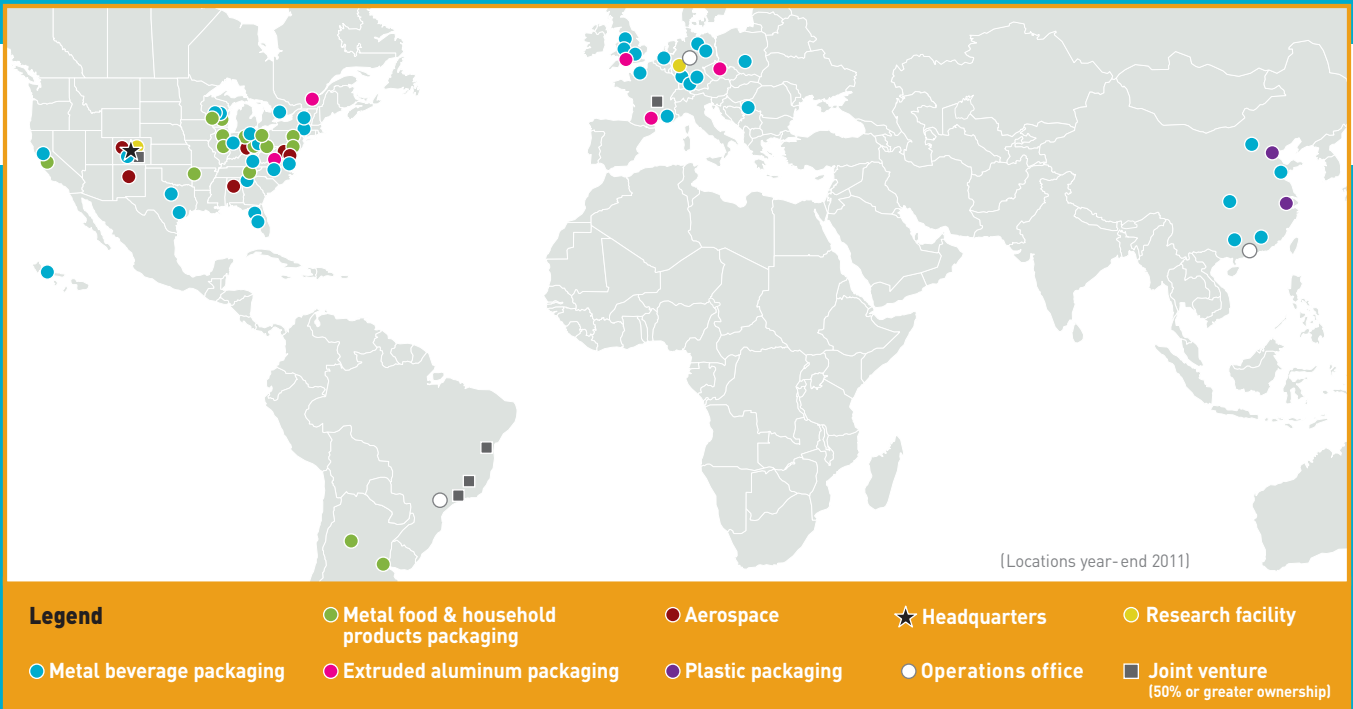 (Locations year-end 2011)
Legend
Metal food & household
products packaging
Aerospace
Headquarters
Research facility
Metal beverage packaging
Extruded aluminum packaging
Plastic packaging
Operations office
Joint venture
(50% or greater ownership)